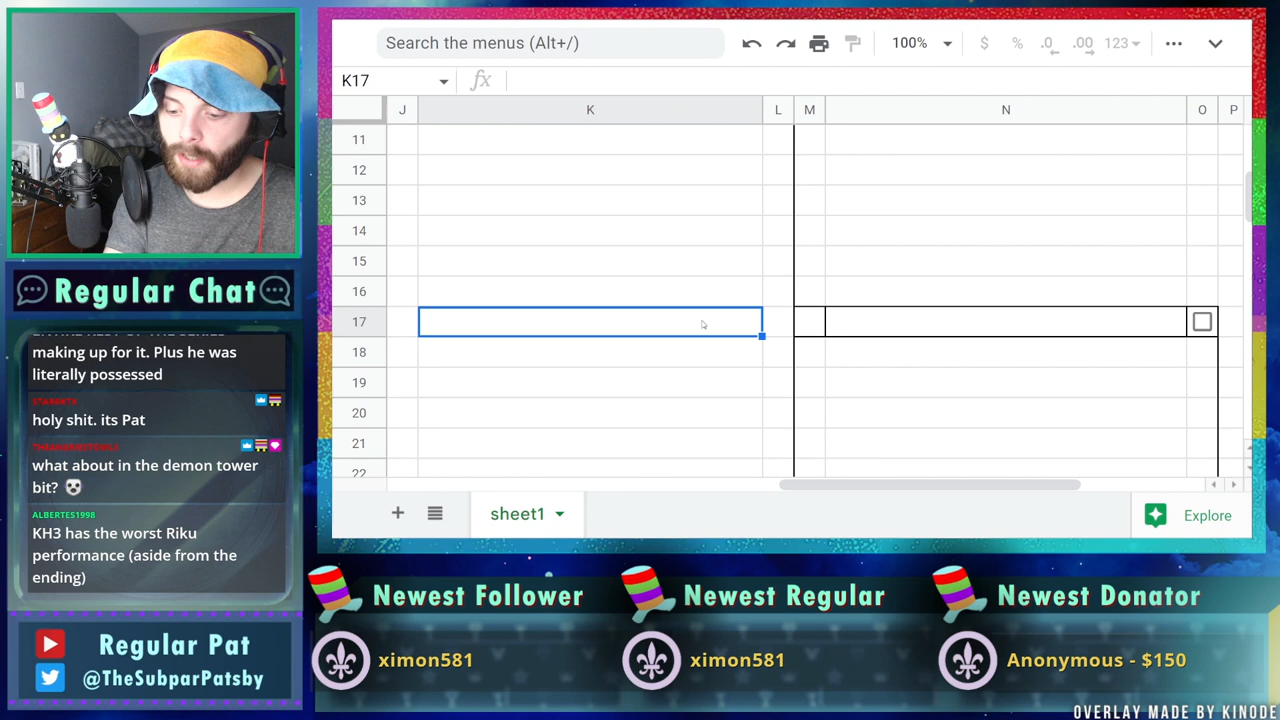 Search the menus (Alt+/)
100%
$ % .0 .00 123
K17
fx
J K L M N O P
11
12
13
14
15
16
17
18
19
20
21
22
sheet1
Explore
Regular Chat
making up for it. Plus he was
literally possessed
holy shit. its Pat
what about in the demon tower
bit?
ALBERTES1998
KH3 has the worst Riku
performance (aside from the
ending)
Regular Pat
@TheSubparPatsby
Newest Follower
ximon581
Newest Regular
ximon581
Newest Donator
Anonymous - $150
OVERLAY MADE BY KINODE